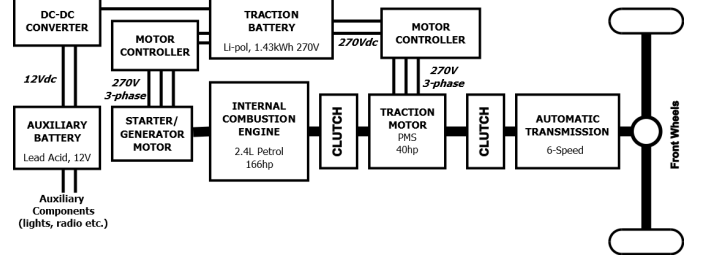 DC-DC
CONVERTER
TRACTION
BATTERY
Li-pol, 1.43kWh 270V
MOTOR
CONTROLLER
270Vdc
MOTOR
CONTROLLER
12Vdc
270V
3-phase
270V
3-phase
AUXILIARY
BATTERY
Lead Acid, 12V
STARTER/
GENERATOR
MOTOR
INTERNAL
COMBUSTION
ENGINE
2.4L Petrol
166hp
CLUTCH
TRACTION
MOTOR
PMS
40hp
CLUTCH
AUTOMATIC
TRANSMISSION
6-Speed
Front Wheels
Auxiliary
Components
(lights, radio etc.)